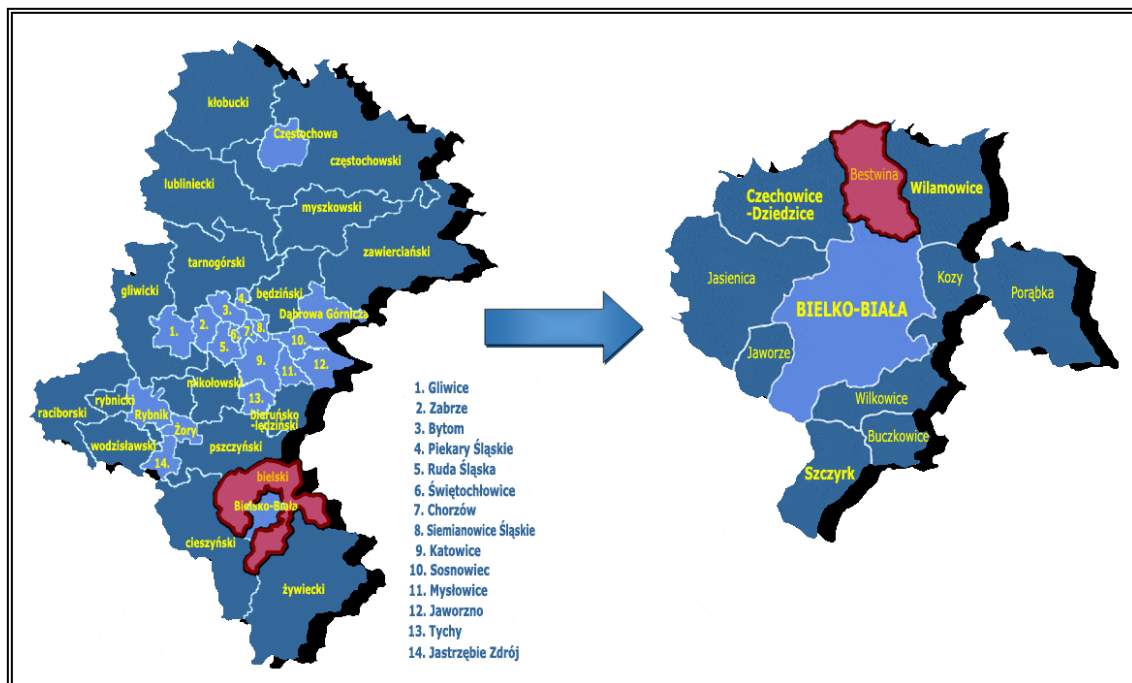 kłobucki
Częstochowa
częstochowski
lubliniecki
myszkowski
zawierciański
tarnogórski
gliwicki
będziński
Dąbrowa Górnicza
4.
3.
2.
1.
8.
7.
6.
5.
10.
9.
11.
12.
mikołowski
13.
Bieruńsko
-lędziński
raciborski
rybnicki
Rybnik
Żory
wodzisławski
14.
pszczyński
bielski
Bielsko-Biała
cieszyński
żywiecki
1. Gliwice
2. Zabrze
3. Bytom
4. Piekary Śląskie
5. Ruda Śląska
6. Świętochłowice
7. Chorzów
8. Siemianowice Śląskie
9. Katowice
10. Sosnowiec
11. Mysłowice
12. Jaworzno
13. Tychy
14. Jastrzębie Zdrój
Bestwina
Czechowice
-Dziedzice
Wilamowice
Jasienica
Kozy
Porąbka
BIELKO-BIAŁA
Jaworze
Wilkowice
Buczkowice
Szczyrk